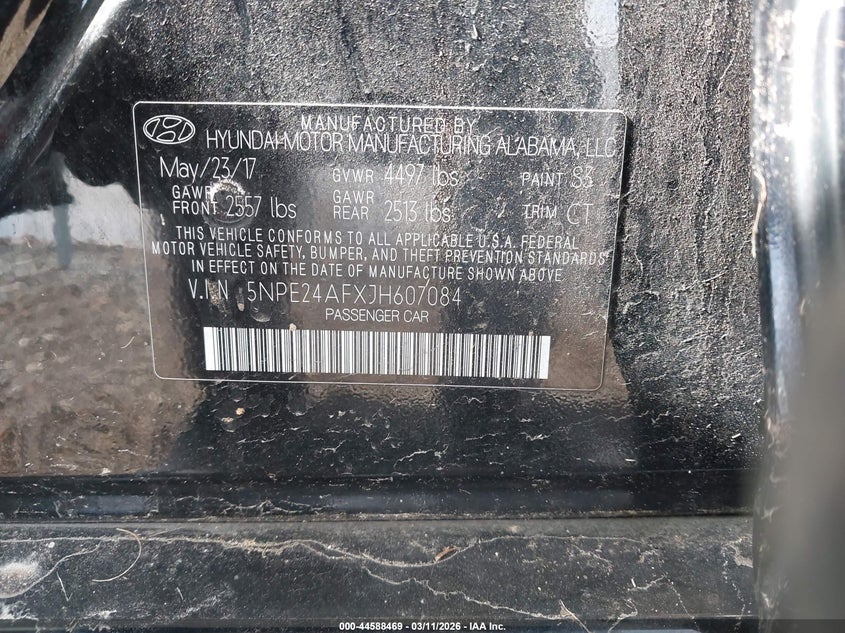 MANUFACTURED BY
HYUNDAI MOTOR MANUFACTURING ALABAMA, LLC
May/23/17 GVWR 4497 lbs PAINT S3
GAWR FRONT 2557 lbs GAWR REAR 2513 lbs TRIM CT
THIS VEHICLE CONFORMS TO ALL APPLICABLE U.S.A. FEDERAL
MOTOR VEHICLE SAFETY, BUMPER, AND THEFT PREVENTION STANDARDS
IN EFFECT ON THE DATE OF MANUFACTURE SHOWN ABOVE
V.I.N 5NPE24AFXJH607084
PASSENGER CAR
000-44588469 - 03/11/2026 - IAA Inc.